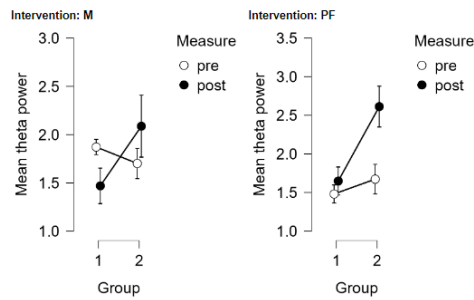 Intervention: M
3.0
2.5
2.0
1.5
1.0
Mean theta power
1
2
Group
Measure
pre
post
Intervention: PF
3.5
3.0
2.5
2.0
1.5
1.0
Mean theta power
1
2
Group
Measure
pre
post